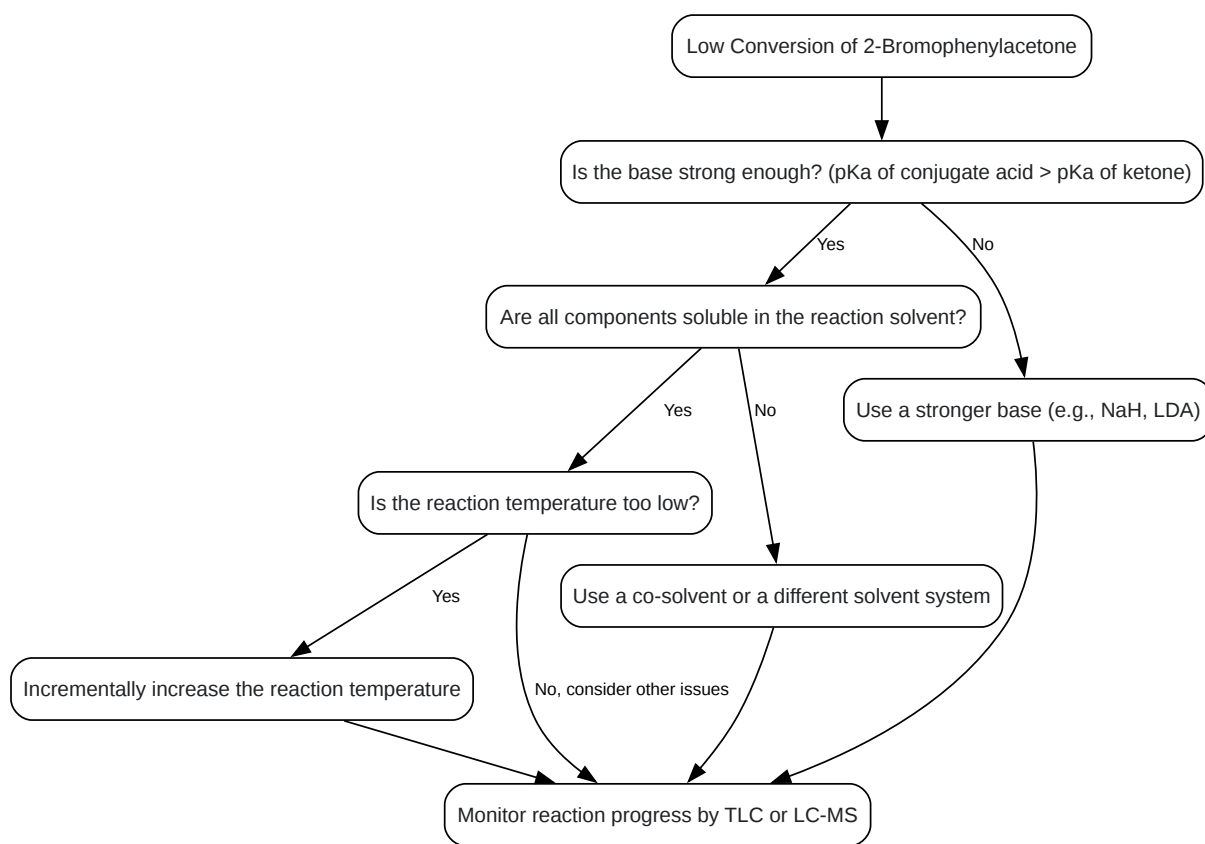 Low Conversion of 2-Bromophenylacetone
Is the base strong enough? (pKa of conjugate acid > pKa of ketone)
Yes
No
Are all components soluble in the reaction solvent?
Yes
No
Use a stronger base (e.g., NaH, LDA)
Is the reaction temperature too low?
Yes
Use a co-solvent or a different solvent system
Incrementally increase the reaction temperature
No, consider other issues
Monitor reaction progress by TLC or LC-MS